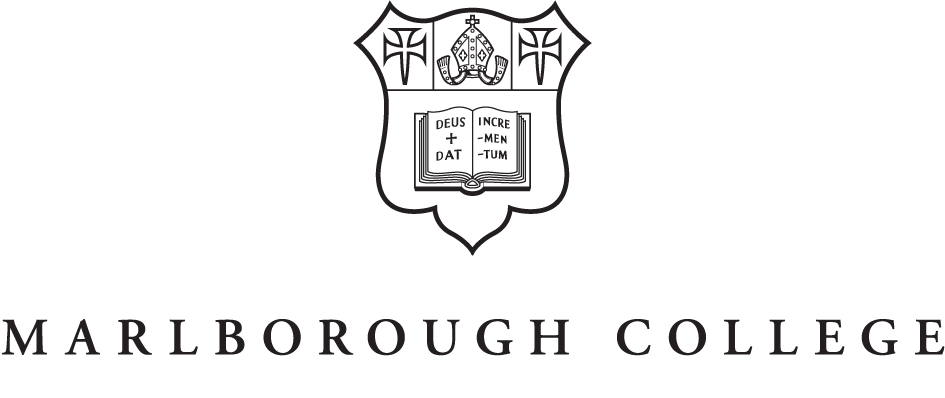 DEUS
+
DAT
INCRE
-MEN
-TUM
MARLBOROUGH COLLEGE